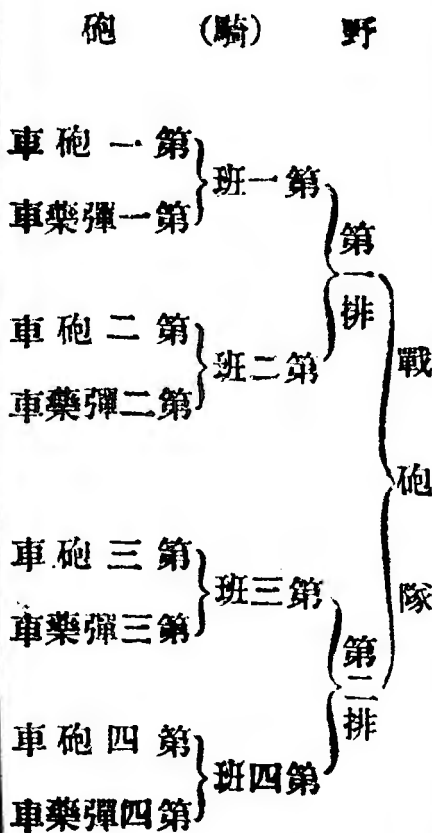 野（騎）砲
戰砲隊
第一排
第一班
第一砲車
第一彈藥車
第二班
第二砲車
第二彈藥車
第二排
第三班
第三砲車
第三彈藥車
第四班
第四砲車
第四彈藥車